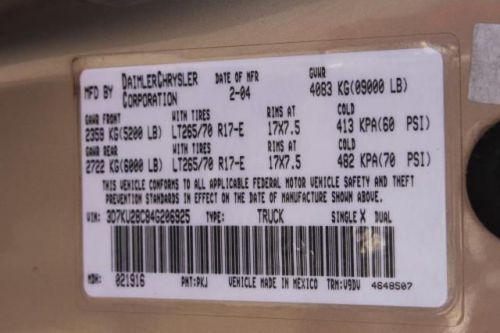 MFD BY DAIMLERCHRYSLER CORPORATION DATE OF MFR 2-04 GVWR 4083 KG(09000 LB)
GAWR FRONT WITH TIRES RIMS AT COLD
2359 KG(5200 LB) LT265/70 R17-E 17X7.5 413 KPA(60 PSI)
GAWR REAR WITH TIRES RIMS AT COLD
2722 KG(6000 LB) LT265/70 R17-E 17X7.5 482 KPA(70 PSI)
THIS VEHICLE CONFORMS TO ALL APPLICABLE FEDERAL MOTOR VEHICLE SAFETY AND THEFT
PREVENTION STANDARDS IN EFFECT ON THE DATE OF MANUFACTURE SHOWN ABOVE.
VIN: 3D7KU28C84G206925 TYPE: TRUCK SINGLE X DUAL
MDH: 021916 PNT:PKJ VEHICLE MADE IN MEXICO TRM:V9DV 4648507